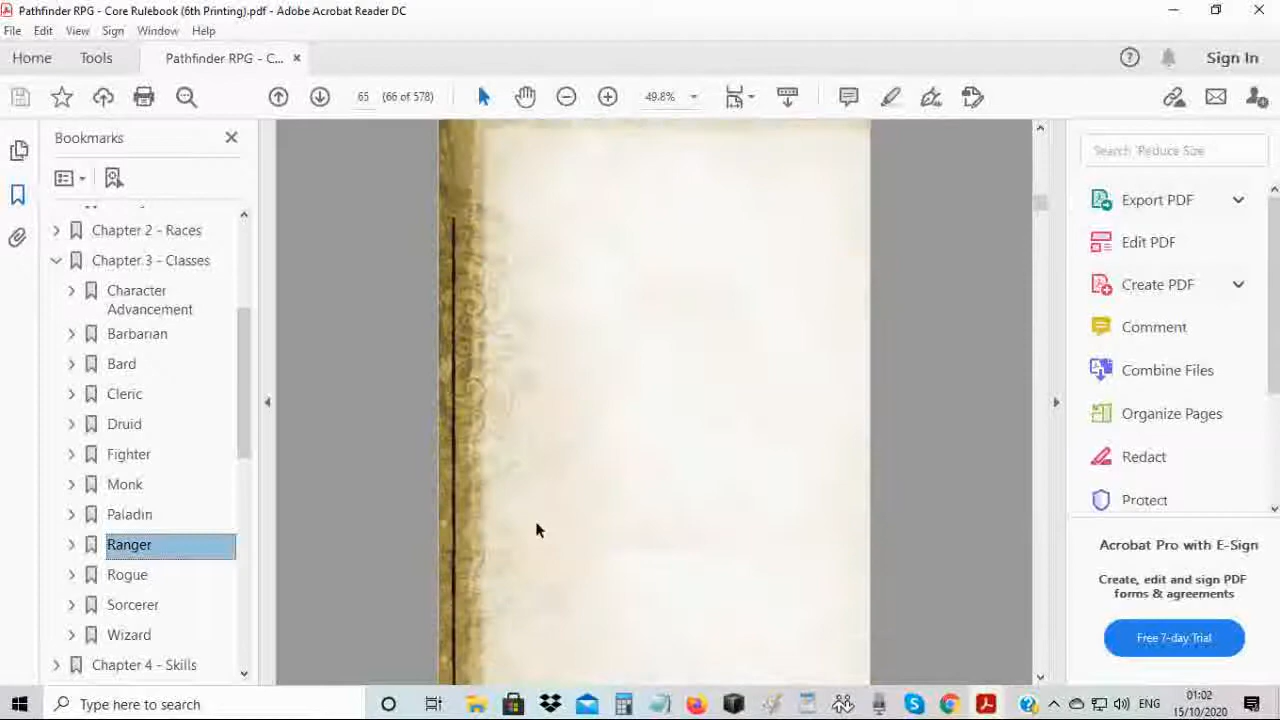 Pathfinder RPG - Core Rulebook (6th Printing).pdf - Adobe Acrobat Reader DC
File Edit View Sign Window Help
Home Tools Pathfinder RPG - C... Sign In
65 (66 of 578) 49.8%
Bookmarks
Chapter 2 - Races
Chapter 3 - Classes
Character
Advancement
Barbarian
Bard
Cleric
Druid
Fighter
Monk
Paladin
Ranger
Rogue
Sorcerer
Wizard
Chapter 4 - Skills
Search 'Reduce Size
Export PDF
Edit PDF
Create PDF
Comment
Combine Files
Organize Pages
Redact
Protect
Acrobat Pro with E-Sign
Create, edit and sign PDF
forms & agreements
Free 7-day Trial
Type here to search
ENG
01:02
15/10/2020